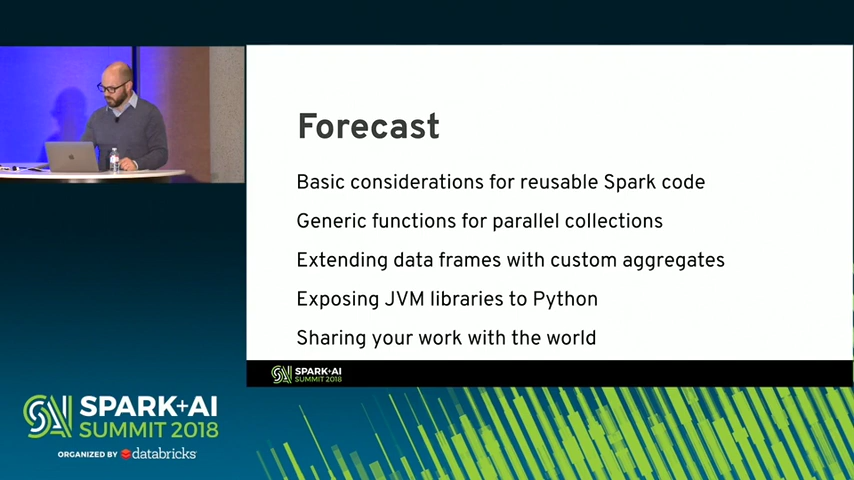 Forecast
Basic considerations for reusable Spark code
Generic functions for parallel collections
Extending data frames with custom aggregates
Exposing JVM libraries to Python
Sharing your work with the world
SPARK+AI
SUMMIT 2018
SPARK+AI
SUMMIT 2018
ORGANIZED BY databricks